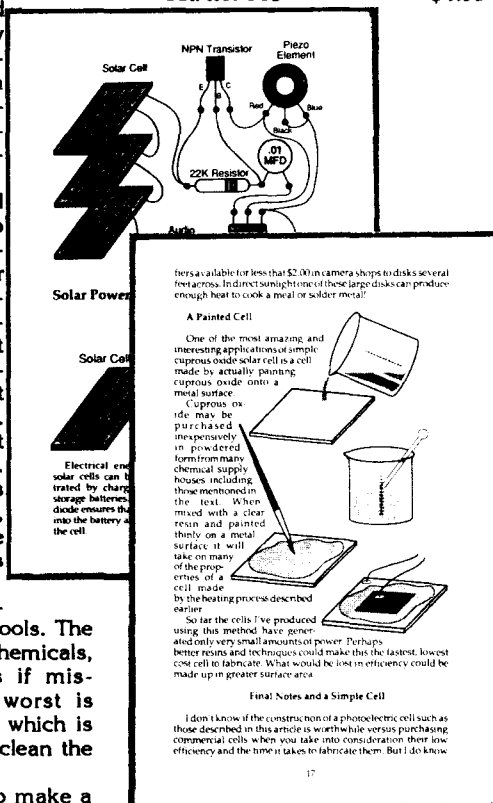 NPN Transistor
Piezo
Element
Solar Cell
E
B
C
Red
Blue
Black
.01
MFD
22K Resistor
Audio
Solar Power
Solar Cell
Electrical
solar cells can
trated by
storage batteries
diode ensures
into the battery
the cell.
fiers available for less that $2.00 in camera shops to disks several
feet across. In direct sunlight one of these large disks can produce
enough heat to cook a meal or solder metal!
A Painted Cell
One of the most amazing and
interesting applications of simple
cuprous oxide solar cell is a cell
made by actually painting
cuprous oxide onto a
metal surface.
Cuprous ox-
ide may be
purchased
inexpensively
in powdered
form from many
chemical supply
houses including
those mentioned in
the text. When
mixed with a clear
resin and painted
thinly on a metal
surface it will
take on many
of the prop-
erties of a
cell made
by the heating process described
earlier
So far the cells I've produced
using this method have gener-
ated only very small amounts of power. Perhaps
better resins and techniques could make this the fastest, lowest
cost cell to fabricate. What would be lost in efficiency could be
made up in greater surface area
Final Notes and a Simple Cell
I don't know if the construction of a photoelectric cell such as
those described in this article is worthwhile versus purchasing
commercial cells when you take into consideration their low
efficiency and the time it takes to fabricate them. But I do know
17
ools. The
hemicals,
s if mis-
worst is
which is
clean the
o make a